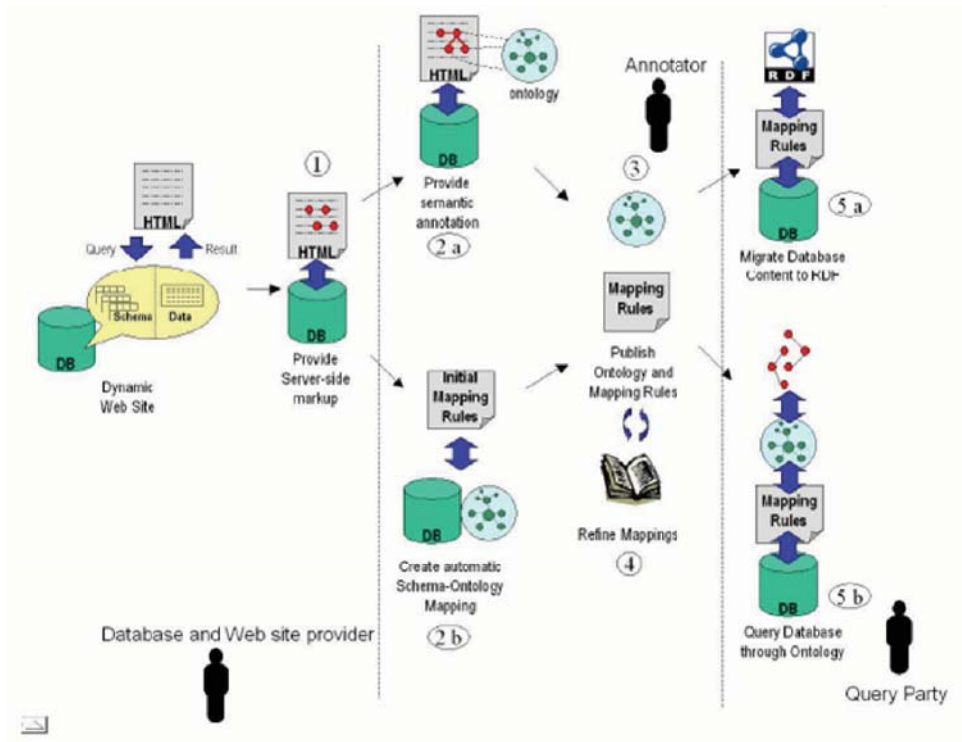 HTML
Query
Result
Schema
Data
DB
Dynamic
Web Site
1
HTML
DB
Provide
Server-side
markup
HTML
ontology
DB
Provide
semantic
annotation
2 a
Initial
Mapping
Rules
DB
Create automatic
Schema-Ontology
Mapping
2 b
Database and Web site provider
Annotator
3
Mapping
Rules
Publish
Ontology and
Mapping Rules
Refine Mappings
4
RDF
Mapping
Rules
DB
5 a
Migrate Database
Content to RDF
Mapping
Rules
DB
5 b
Query Database
through Ontology
Query Party